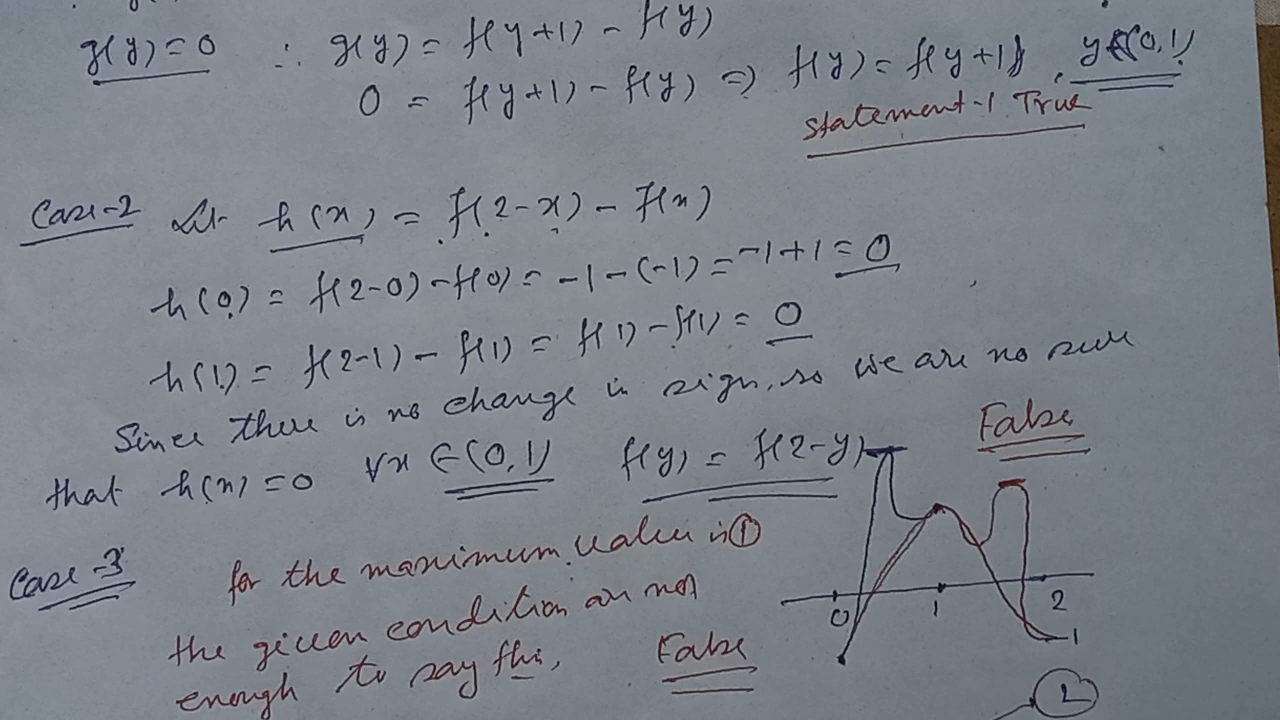 g(y) = 0 ∴ g(y) = f(y+1) - f(y)
0 = f(y+1) - f(y) ⇒ f(y) = f(y+1), y∈(0,1)
Statement-1 True
Case-2 Let h(x) = f(2-x) - f(x)
h(0) = f(2-0) - f(0) = -1-(-1) = -1+1 = 0
h(1) = f(2-1) - f(1) = f(1) - f(1) = 0
Since there is no change in sign, so we are no sure
that h(x) = 0 ∀x ∈ (0,1) f(y) = f(2-y) False
Case-3 for the maximum value is 1
the given condition are not
enough to say this, False
0 1 2
-1
2